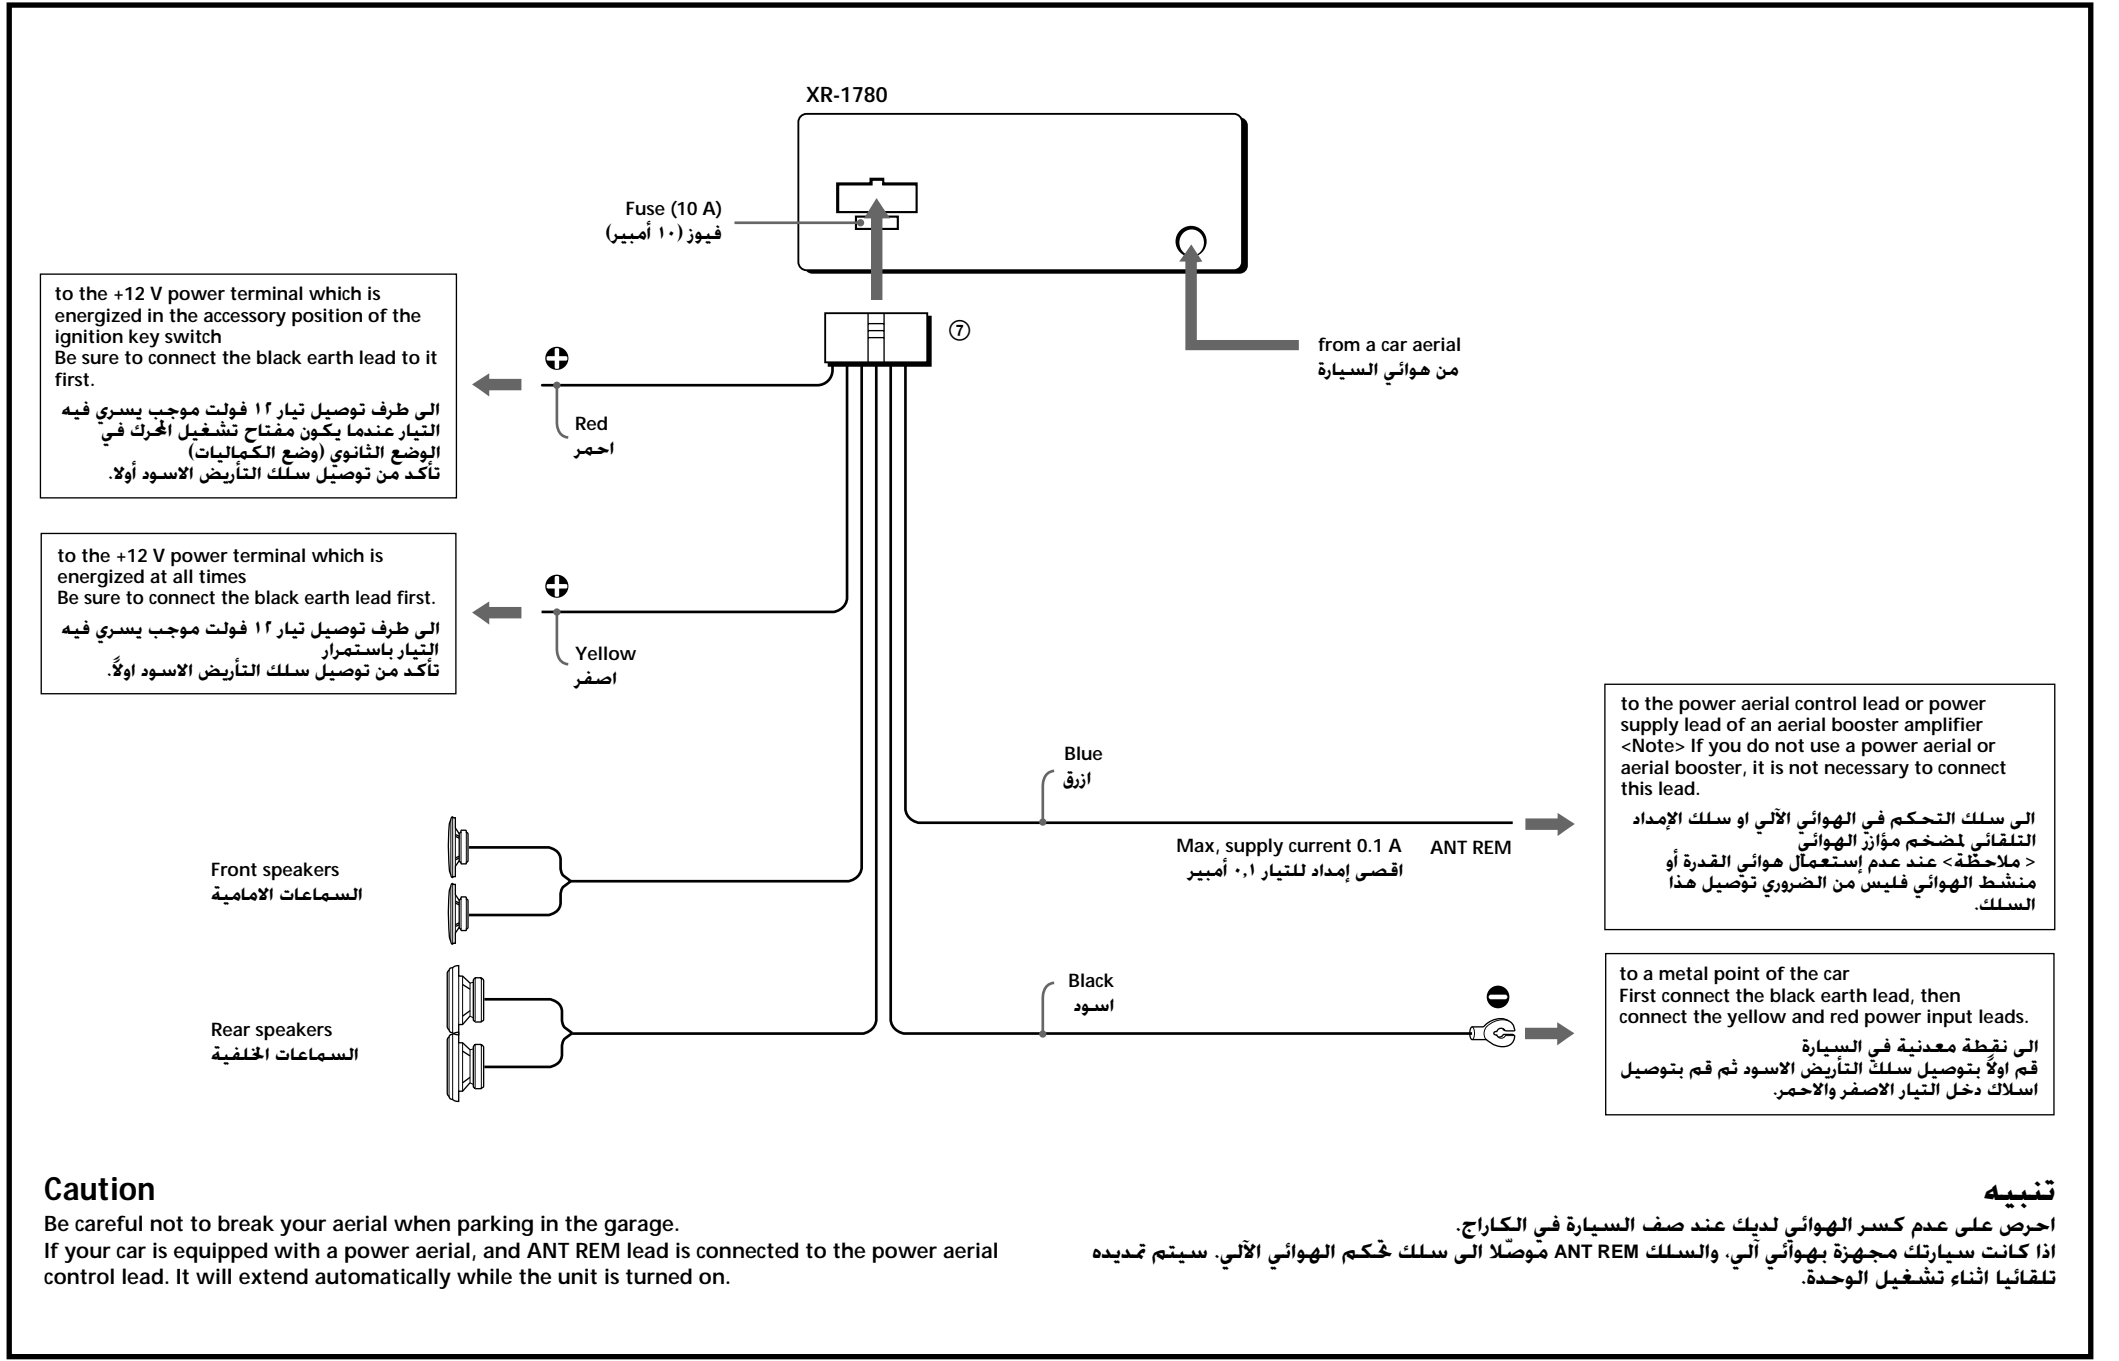 XR-1780
Fuse (10 A)
فيوز (١٠ أمبير)
⑦
from a car aerial
من هوائي السيارة
to the +12 V power terminal which is
energized in the accessory position of the
ignition key switch
Be sure to connect the black earth lead to it
first.
الى طرف توصيل تيار ١٢ فولت موجب يسري فيه
التيار عندما يكون مفتاح تشغيل المحرك في
الوضع الثانوي (وضع الكماليات)
تأكد من توصيل سلك التأريض الاسود أولا.
Red
احمر
to the +12 V power terminal which is
energized at all times
Be sure to connect the black earth lead first.
الى طرف توصيل تيار ١٢ فولت موجب يسري فيه
التيار باستمرار
تأكد من توصيل سلك التأريض الاسود اولاً.
Yellow
اصفر
Front speakers
السماعات الامامية
Rear speakers
السماعات الخلفية
Blue
ازرق
Max, supply current 0.1 A
اقصى إمداد للتيار ٠,١ أمبير
ANT REM
to the power aerial control lead or power
supply lead of an aerial booster amplifier
<Note> If you do not use a power aerial or
aerial booster, it is not necessary to connect
this lead.
الى سلك التحكم في الهوائي الآلي او سلك الإمداد
التلقائي لمضخم مؤازر الهوائي
< ملاحظة> عند عدم إستعمال هوائي القدرة أو
منشط الهوائي فليس من الضروري توصيل هذا
السلك.
Black
اسود
to a metal point of the car
First connect the black earth lead, then
connect the yellow and red power input leads.
الى نقطة معدنية في السيارة
قم اولاً بتوصيل سلك التأريض الاسود ثم قم بتوصيل
اسلاك دخل التيار الاصفر والاحمر.
Caution
Be careful not to break your aerial when parking in the garage.
If your car is equipped with a power aerial, and ANT REM lead is connected to the power aerial
control lead. It will extend automatically while the unit is turned on.
تنبيه
احرص على عدم كسر الهوائي لديك عند صف السيارة في الكاراج.
اذا كانت سيارتك مجهزة بهوائي آلي، والسلك ANT REM موصّلا الى سلك تحكم الهوائي الآلي. سيتم تمديده
تلقائيا اثناء تشغيل الوحدة.